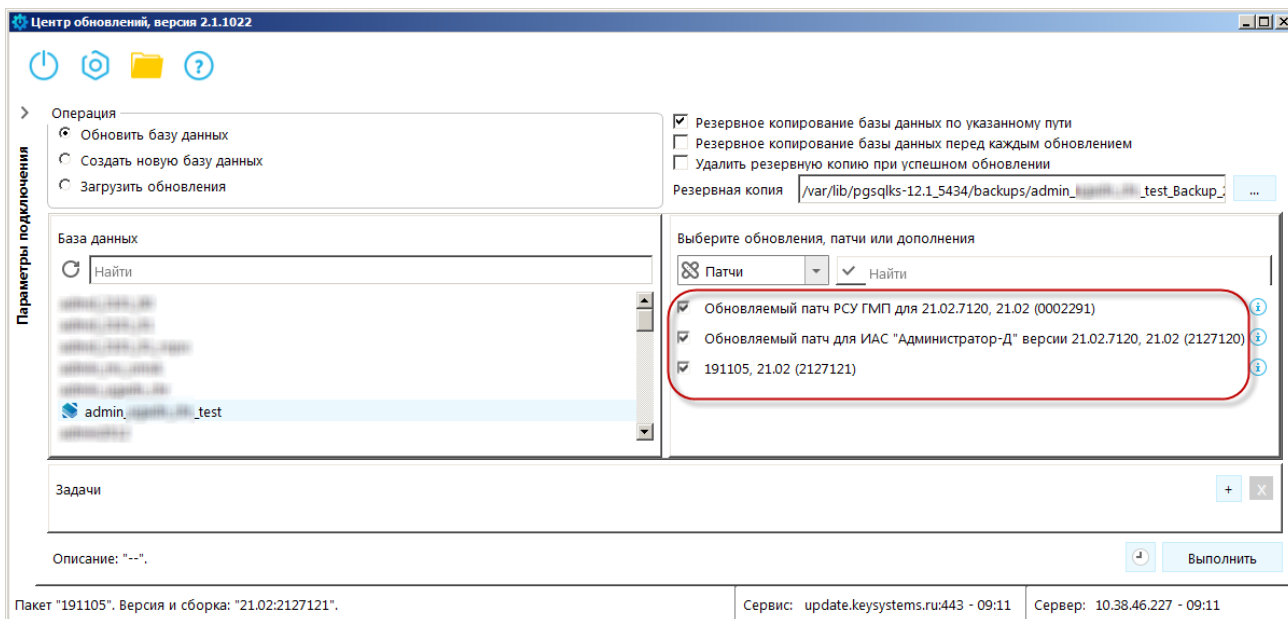 Центр обновлений, версия 2.1.1022
Параметры подключения
Операция
Обновить базу данных
Создать новую базу данных
Загрузить обновления
Резервное копирование базы данных по указанному пути
Резервное копирование базы данных перед каждым обновлением
Удалить резервную копию при успешном обновлении
Резервная копия /var/lib/pgsqlks-12.1_5434/backups/admin_ _test_Backup_ ...
База данных
Найти
admin_ _test
Выберите обновления, патчи или дополнения
Патчи Найти
Обновляемый патч РСУ ГМП для 21.02.7120, 21.02 (0002291)
Обновляемый патч для ИАС "Администратор-Д" версии 21.02.7120, 21.02 (2127120)
191105, 21.02 (2127121)
Задачи + X
Описание: "--". Выполнить
Пакет "191105". Версия и сборка: "21.02:2127121". Сервис: update.keysystems.ru:443 - 09:11 Сервер: 10.38.46.227 - 09:11